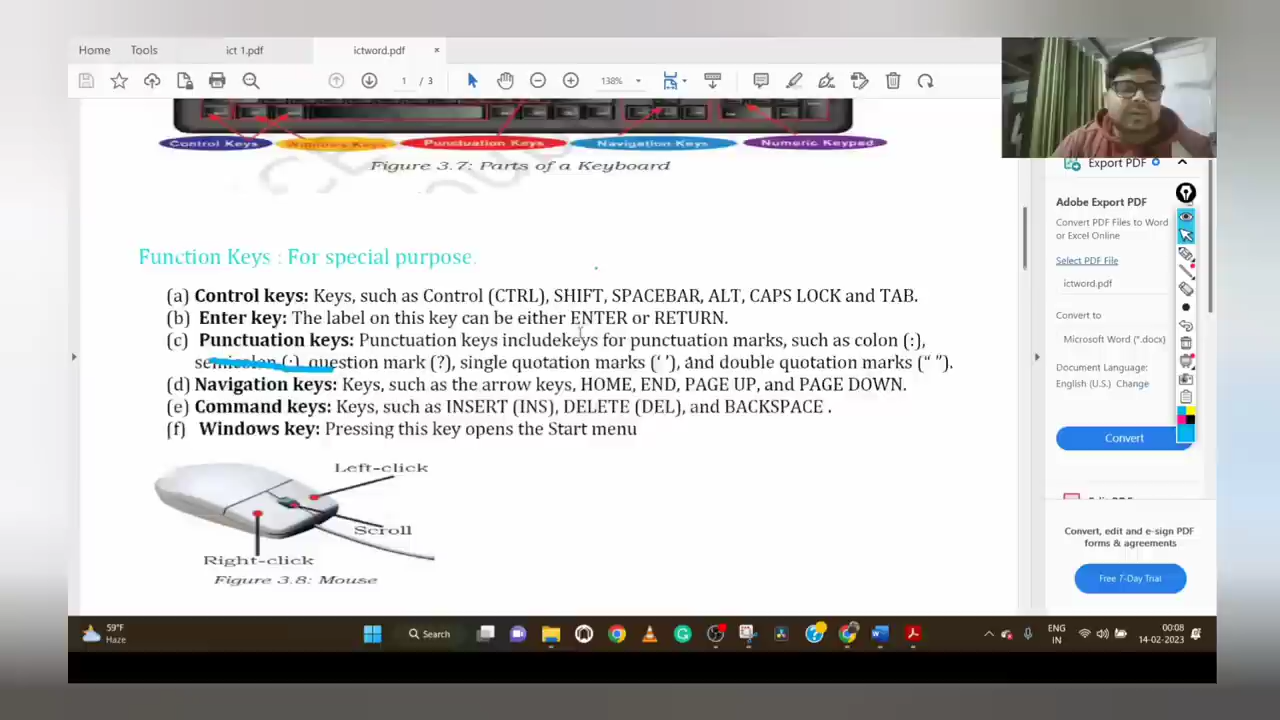 Home Tools ict 1.pdf ictword.pdf ×
1 / 3 138%
Control Keys Windows Keys Punctuation Keys Navigation Keys Numeric Keypad
Figure 3.7: Parts of a Keyboard
Function Keys : For special purpose.
(a) Control keys: Keys, such as Control (CTRL), SHIFT, SPACEBAR, ALT, CAPS LOCK and TAB.
(b) Enter key: The label on this key can be either ENTER or RETURN.
(c) Punctuation keys: Punctuation keys includekeys for punctuation marks, such as colon (:),
semicolon (;), question mark (?), single quotation marks (‘ ’), and double quotation marks (“ ”).
(d) Navigation keys: Keys, such as the arrow keys, HOME, END, PAGE UP, and PAGE DOWN.
(e) Command keys: Keys, such as INSERT (INS), DELETE (DEL), and BACKSPACE .
(f) Windows key: Pressing this key opens the Start menu
Left-click
Scroll
Right-click
Figure 3.8: Mouse
Export PDF
Adobe Export PDF
Convert PDF Files to Word
or Excel Online
Select PDF File
ictword.pdf
Convert to
Microsoft Word (*.docx)
Document Language:
English (U.S.) Change
Convert
Convert, edit and e-sign PDF
forms & agreements
Free 7-Day Trial
59°F
Haze
Search
ENG
IN
00:08
14-02-2023